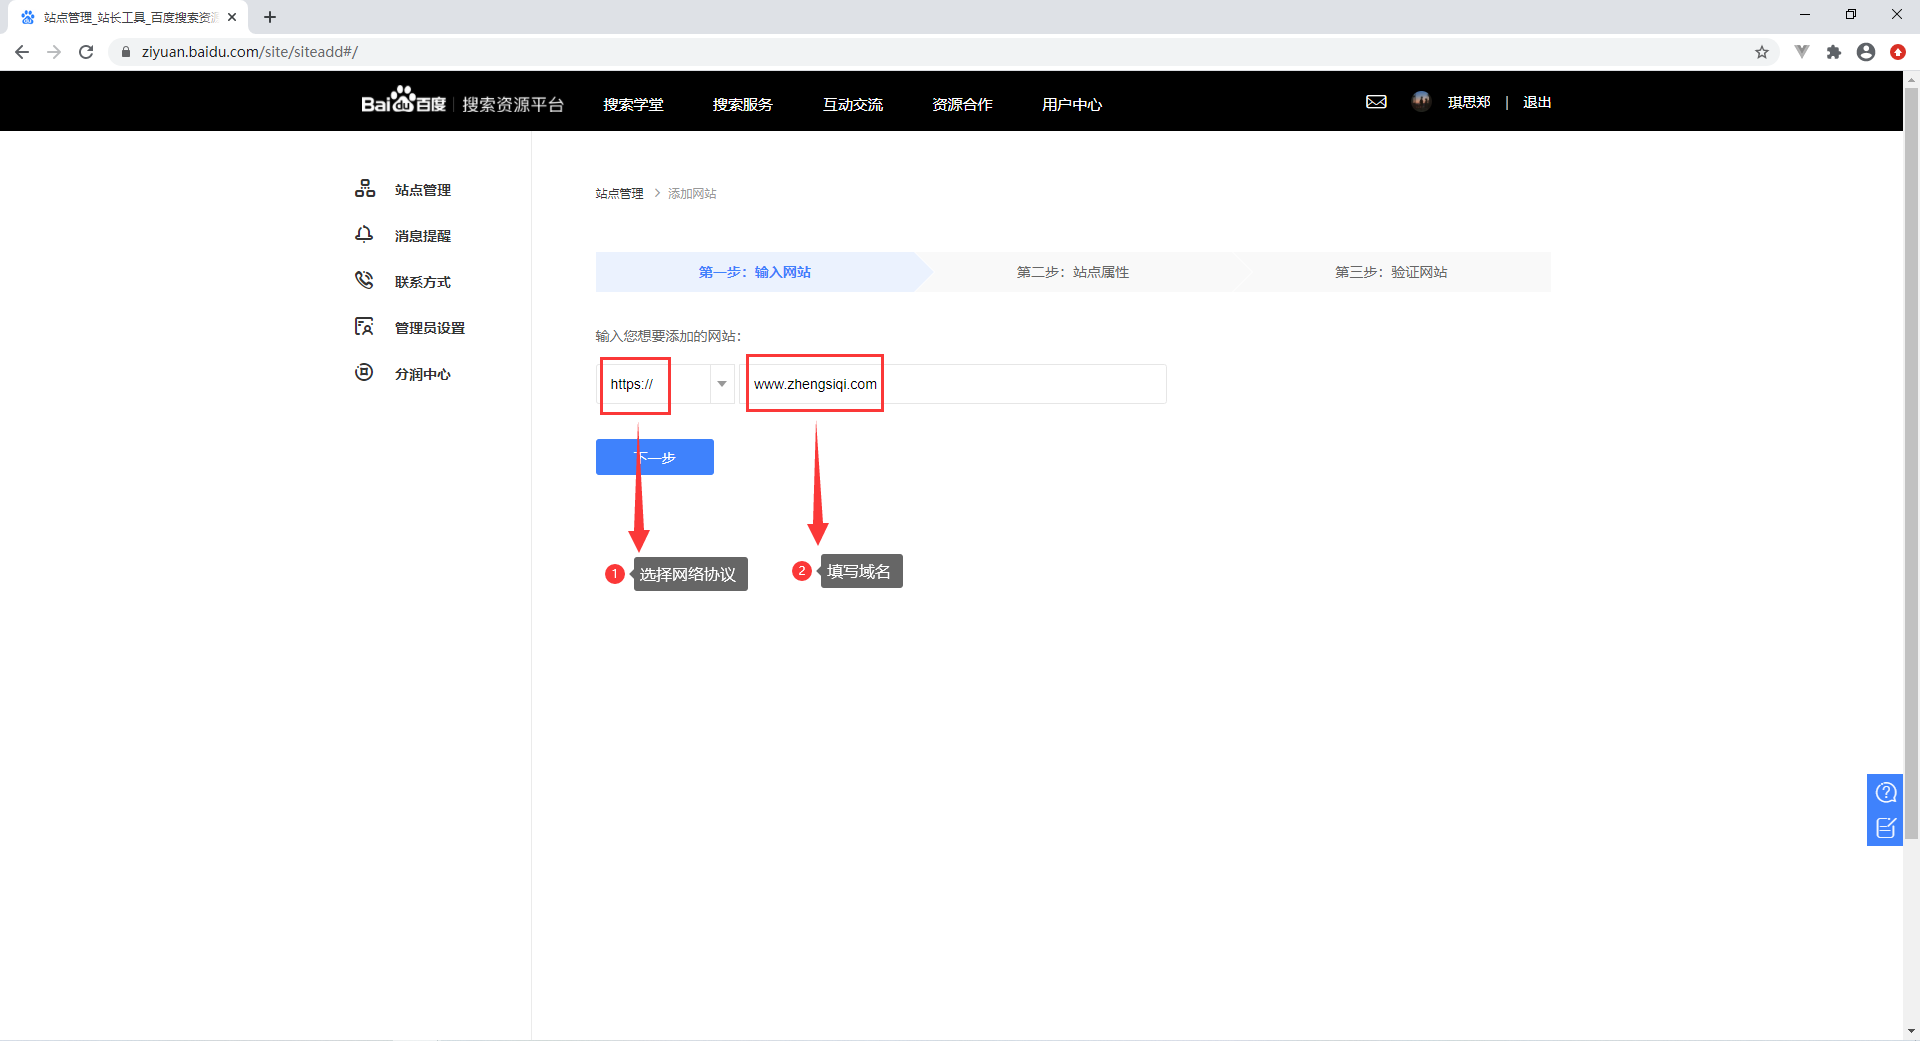 站点管理_站长工具_百度搜索资源
ziyuan.baidu.com/site/siteadd#/
Bai du 百度 搜索资源平台 搜索学堂 搜索服务 互动交流 资源合作 用户中心 琪思郑 | 退出
站点管理
消息提醒
联系方式
管理员设置
分润中心
站点管理 > 添加网站
第一步：输入网站 第二步：站点属性 第三步：验证网站
输入您想要添加的网站：
https:// www.zhengsiqi.com
下一步
1 选择网络协议 2 填写域名